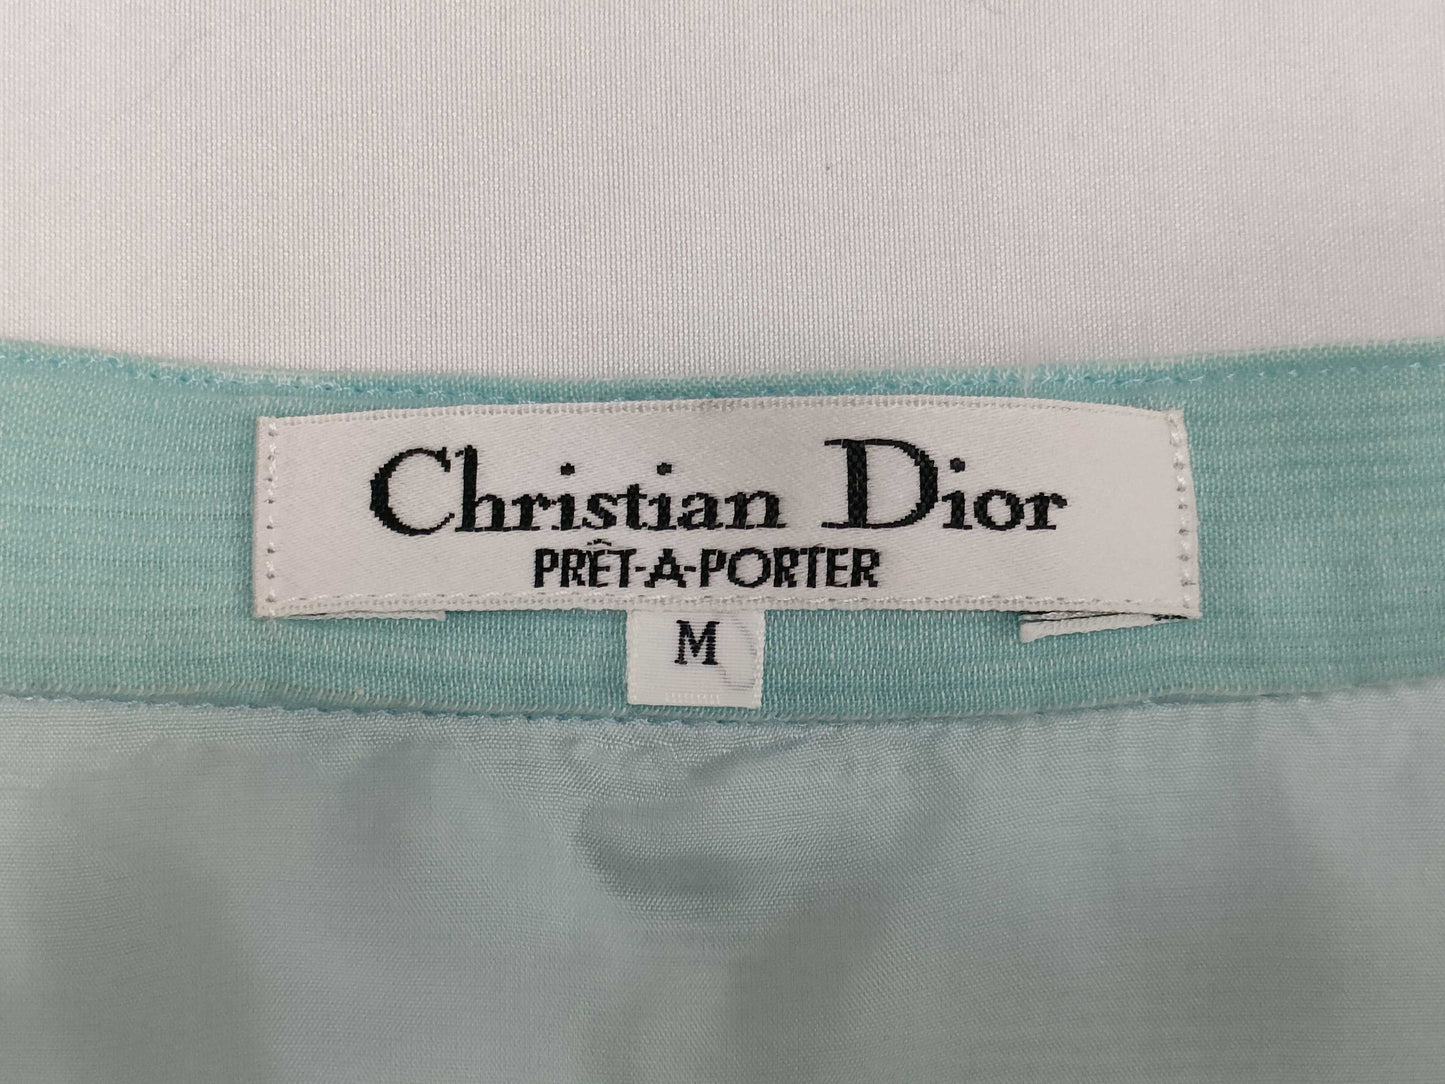 Christian Dior
PRÊT-A-PORTER
M